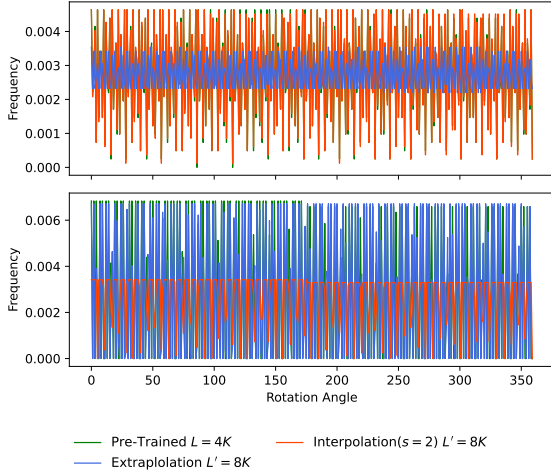 0.004
0.003
0.002
0.001
0.000
Frequency
0.006
0.004
0.002
0.000
Frequency
0 50 100 150 200 250 300 350
Rotation Angle
Pre-Trained L = 4K
Interpolation(s = 2) L′ = 8K
Extraplolation L′ = 8K